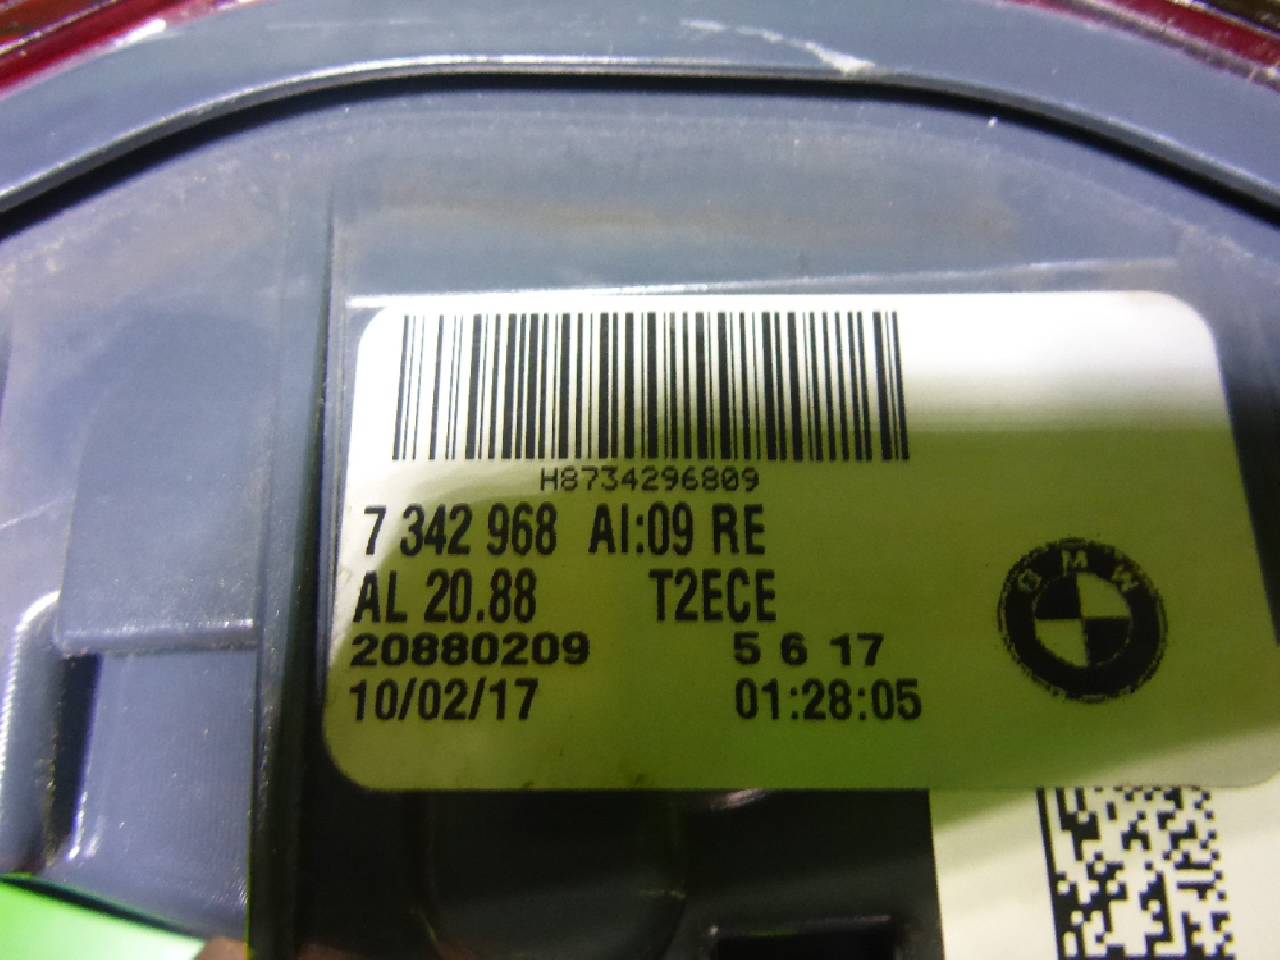 H8734296809
7 342 968 AI:09 RE
AL 20.88 T2ECE
20880209 5 6 17
10/02/17 01:28:05
BMW